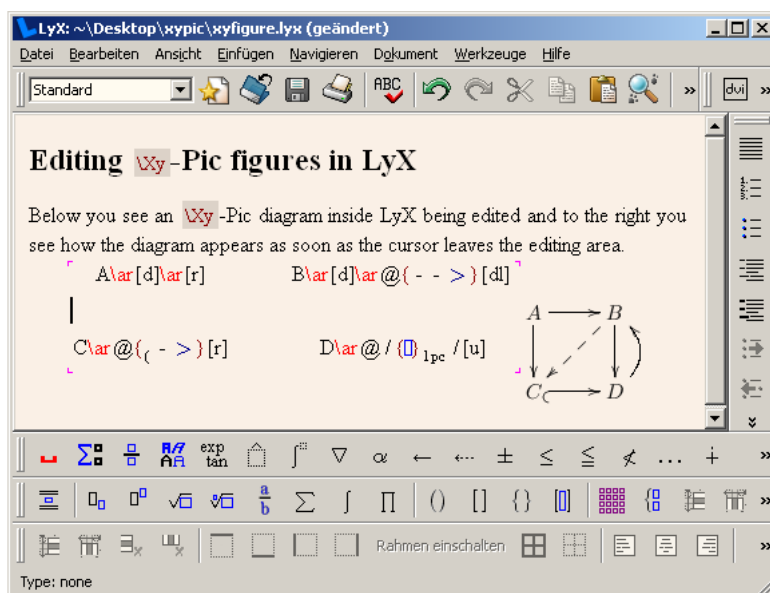 LyX: ~\Desktop\xypic\xyfigure.lyx (geändert)
Datei Bearbeiten Ansicht Einfügen Navigieren Dokument Werkzeuge Hilfe
Standard ABC » dvi »
Editing \Xy -Pic figures in LyX
Below you see an \Xy -Pic diagram inside LyX being edited and to the right you
see how the diagram appears as soon as the cursor leaves the editing area.
A\ar[d]\ar[r] B\ar[d]\ar@{ - - > }[dl]
A B
C\ar@{( - > }[r] D\ar@/{}1pc/[u]
C D
exp
tan ∇ α ← ⇠ ± ≤ ≦ ≮ … ∔ »
a
b Σ ∫ ∏ () [] {} [] »
Rahmen einschalten »
Type: none